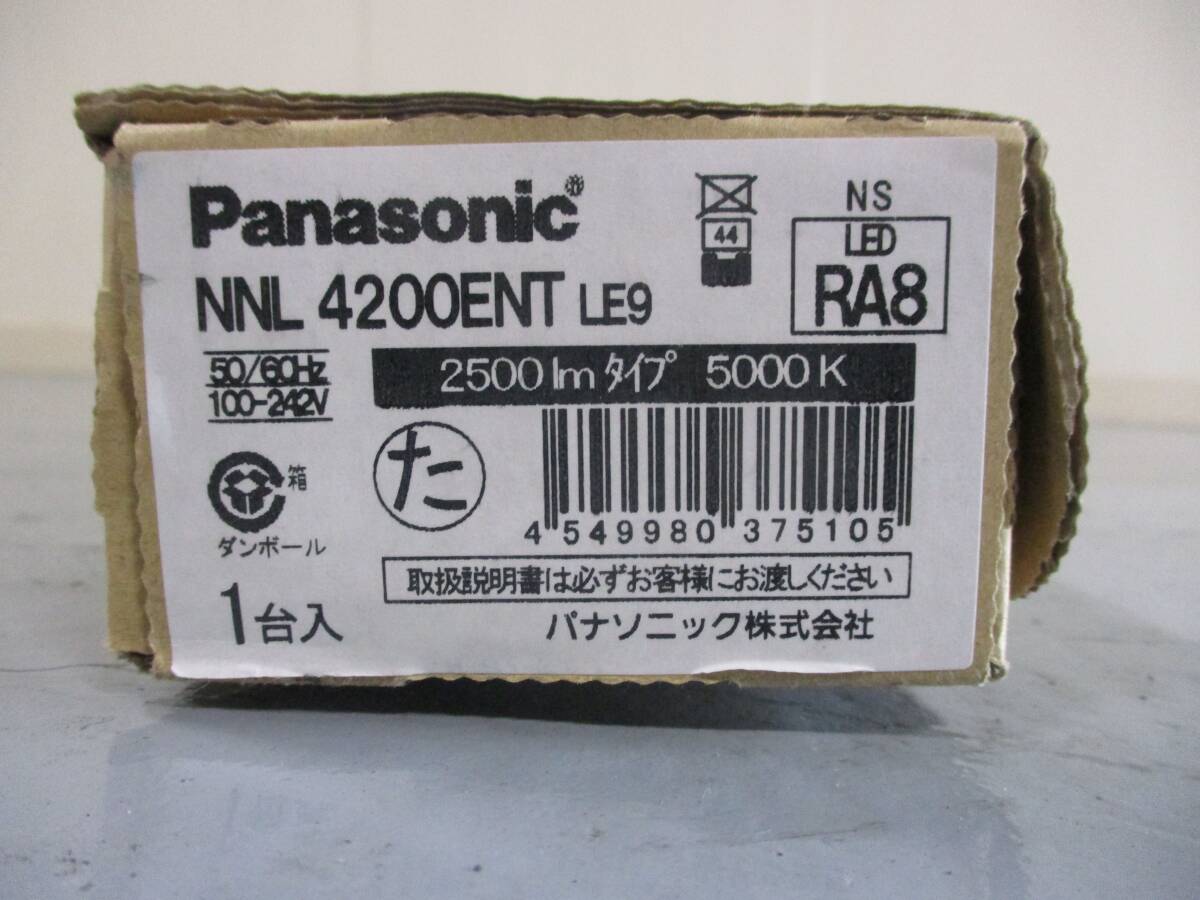 Panasonic®
NNL 4200ENT LE9
44
NS
LED
RA8
50/60Hz
100-242V
2500 lm タイプ 5000 K
た
箱
ダンボール
4 549980 375105
取扱説明書は必ずお客様にお渡しください
1台入
パナソニック株式会社